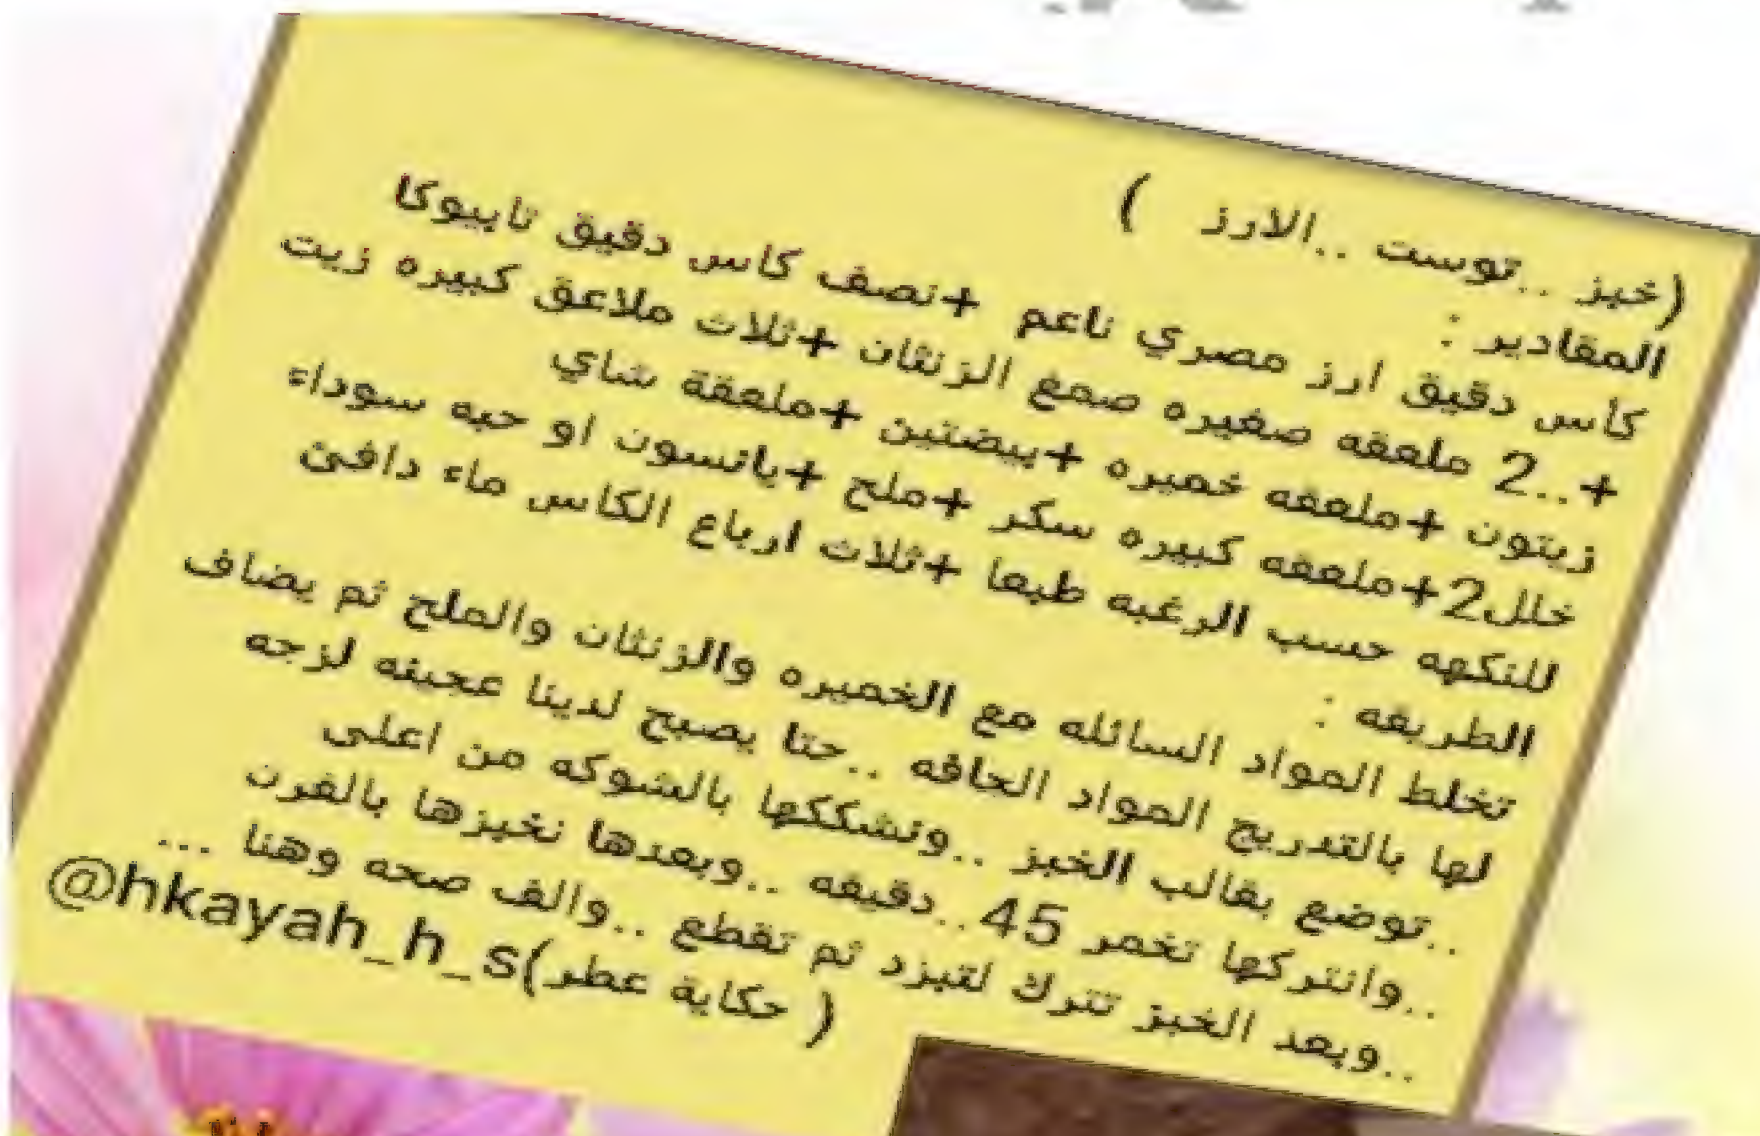 (خبز ..توست ..الارز )
المقادير :
كأس دقيق ارز مصري ناعم +نصف كاس دقيق تابيوكا
+..2 ملعقه صغيره صمغ الزنثان +ثلاث ملاعق كبيره زيت
زيتون +ملعقه خميره +بيضتين +ملعقة شاي
خلل2+ملعقه كبيره سكر +ملح +يانسون او حبه سوداء
للنكهه حسب الرغبه طبعا +ثلاث ارباع الكاس ماء دافئ
الطريقه :
تخلط المواد السائله مع الخميره والزنثان والملح ثم يضاف
لها بالتدريج المواد الجافه ..حتا يصبح لدينا عجينه لزجه
..توضع بقالب الخبز ..ونشككها بالشوكه من اعلى
..وانتركها تخمر 45..دقيقه ..وبعدها نخبزها بالفرن
..وبعد الخبز تترك لتبزد ثم تقطع ..والف صحه وهنا ...
( حكاية عطر)@hkayah_h_s